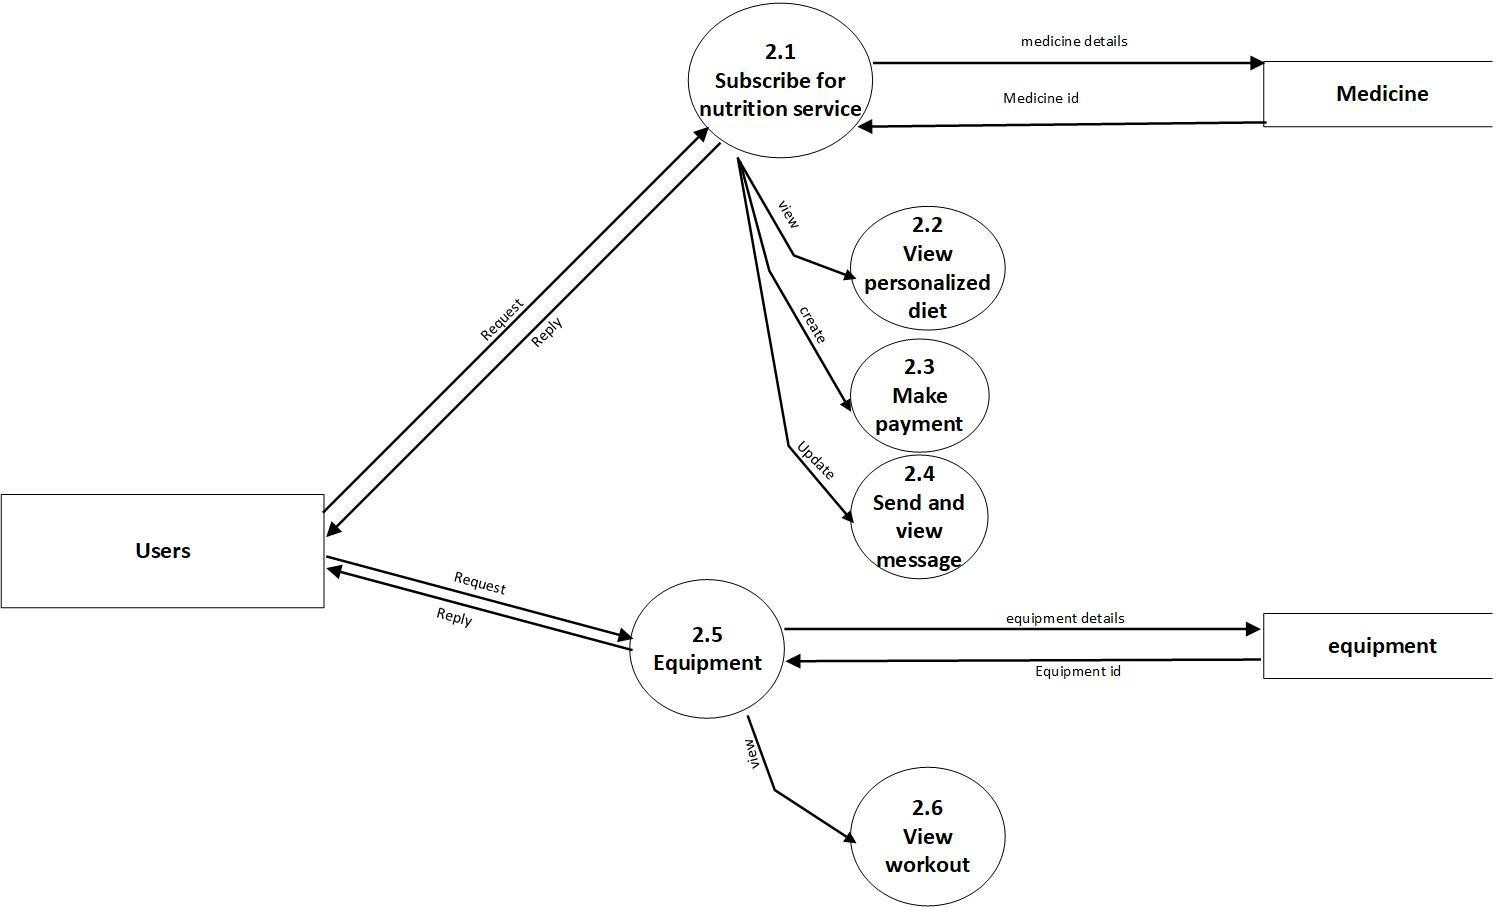 2.1
Subscribe for
nutrition service
medicine details
Medicine id
Medicine
view
2.2
View
personalized
diet
create
2.3
Make
payment
Update
2.4
Send and
view
message
Request
Reply
Users
Request
Reply
2.5
Equipment
equipment details
Equipment id
equipment
view
2.6
View
workout